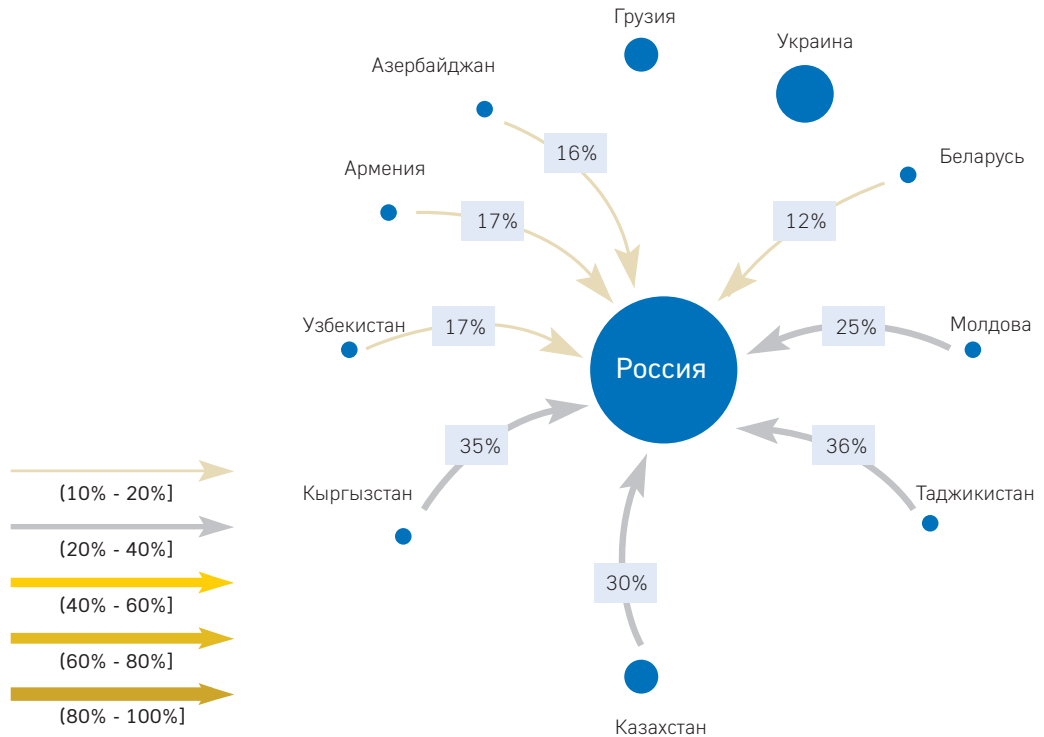 Грузия
Украина
Азербайджан
16%
Беларусь
Армения
17%
12%
Узбекистан
17%
25%
Молдова
Россия
35%
36%
(10% - 20%]
Кыргызстан
Таджикистан
(20% - 40%]
30%
(40% - 60%]
(60% - 80%]
(80% - 100%]
Казахстан